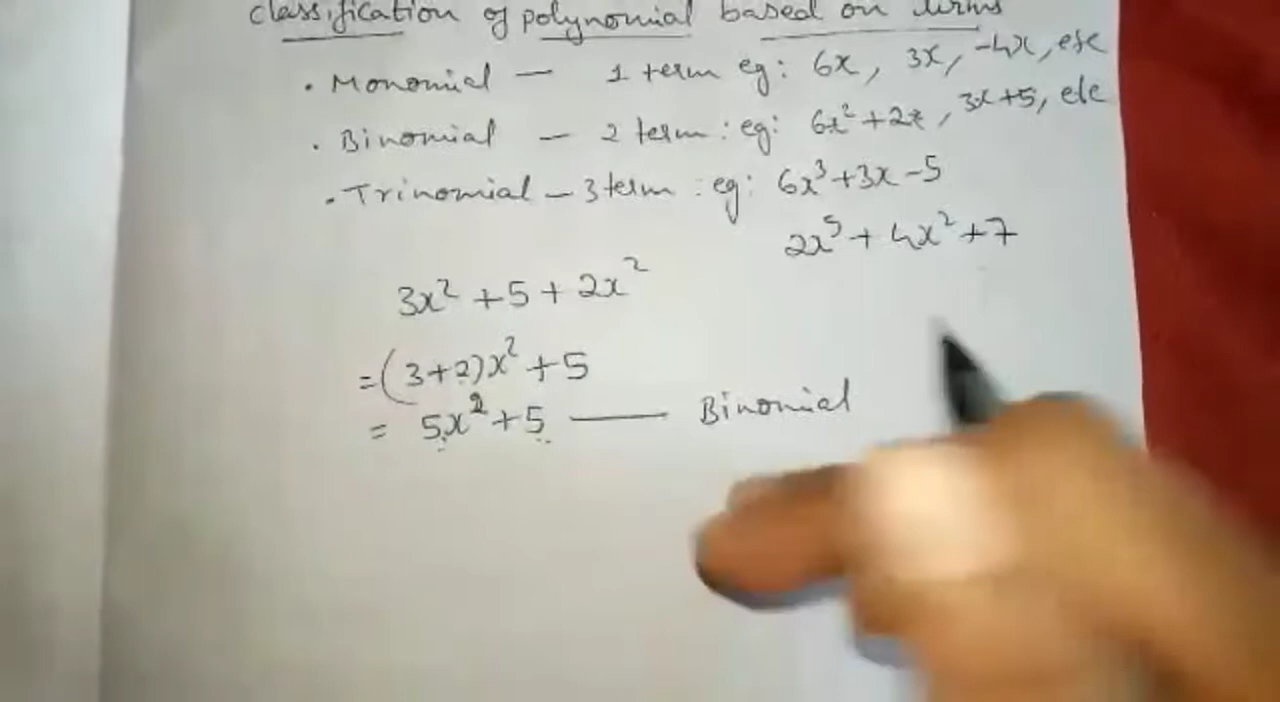 classification of polynomial based on terms
. Monomial — 1 term eg: 6x, 3x, -4x, etc
. Binomial — 2 term : eg: 6x² + 2x, 3x+5, etc
. Trinomial — 3 term : eg: 6x³+3x-5
2x⁵ + 4x² + 7
3x² + 5 + 2x²
= (3+2)x² + 5
= 5x² + 5 —— Binomial